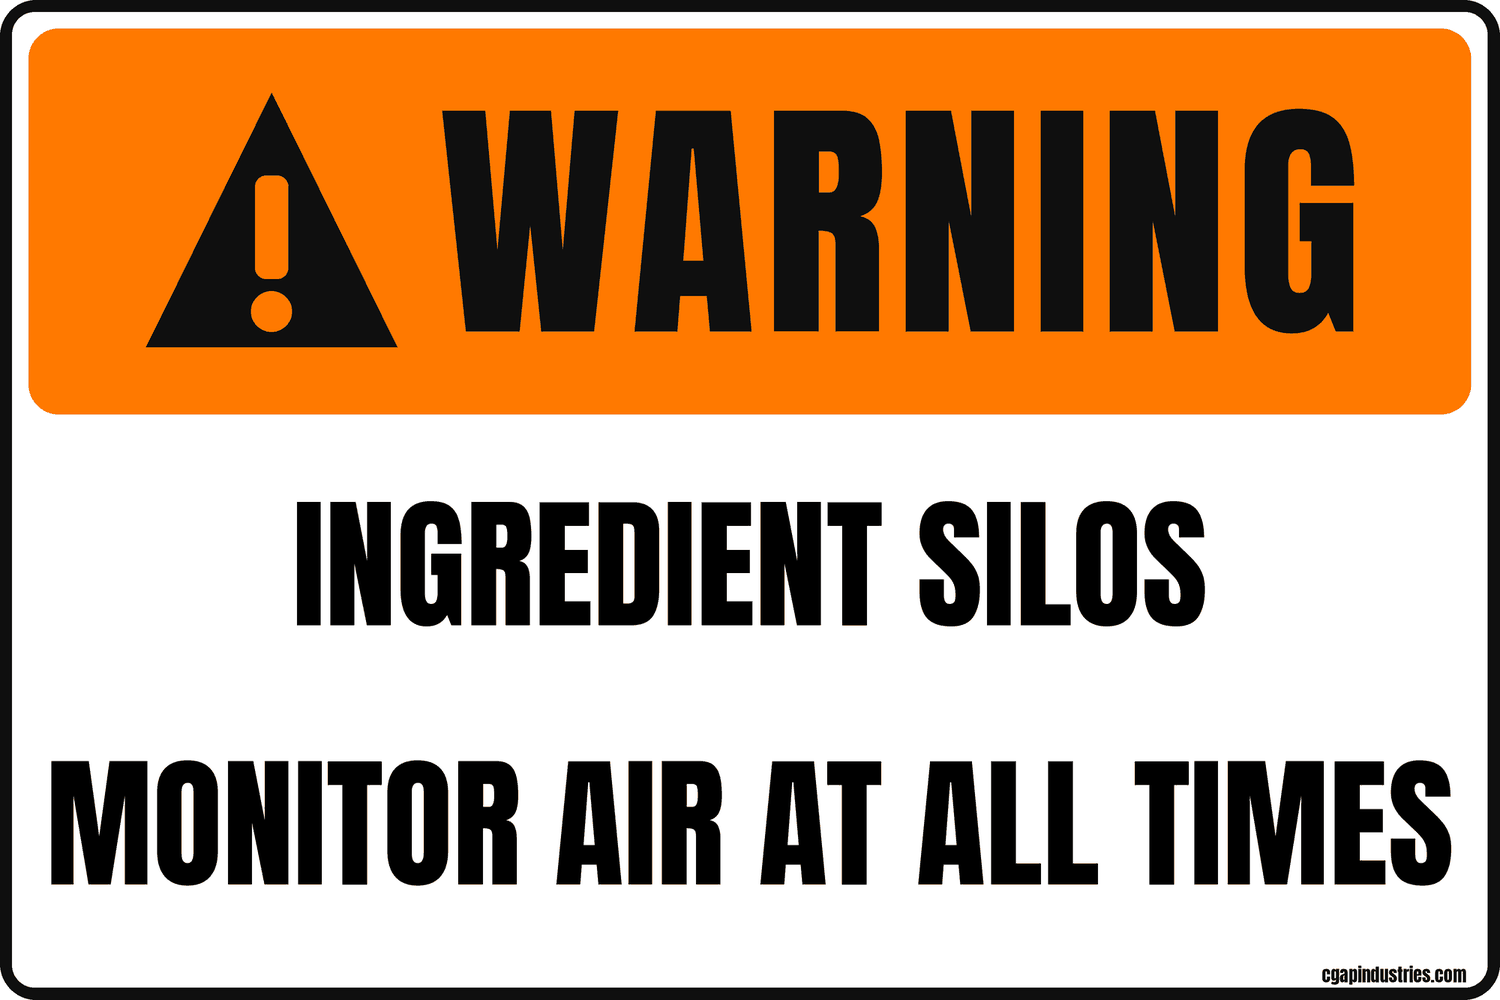 WARNING
INGREDIENT SILOS
MONITOR AIR AT ALL TIMES
cgapindustries.com